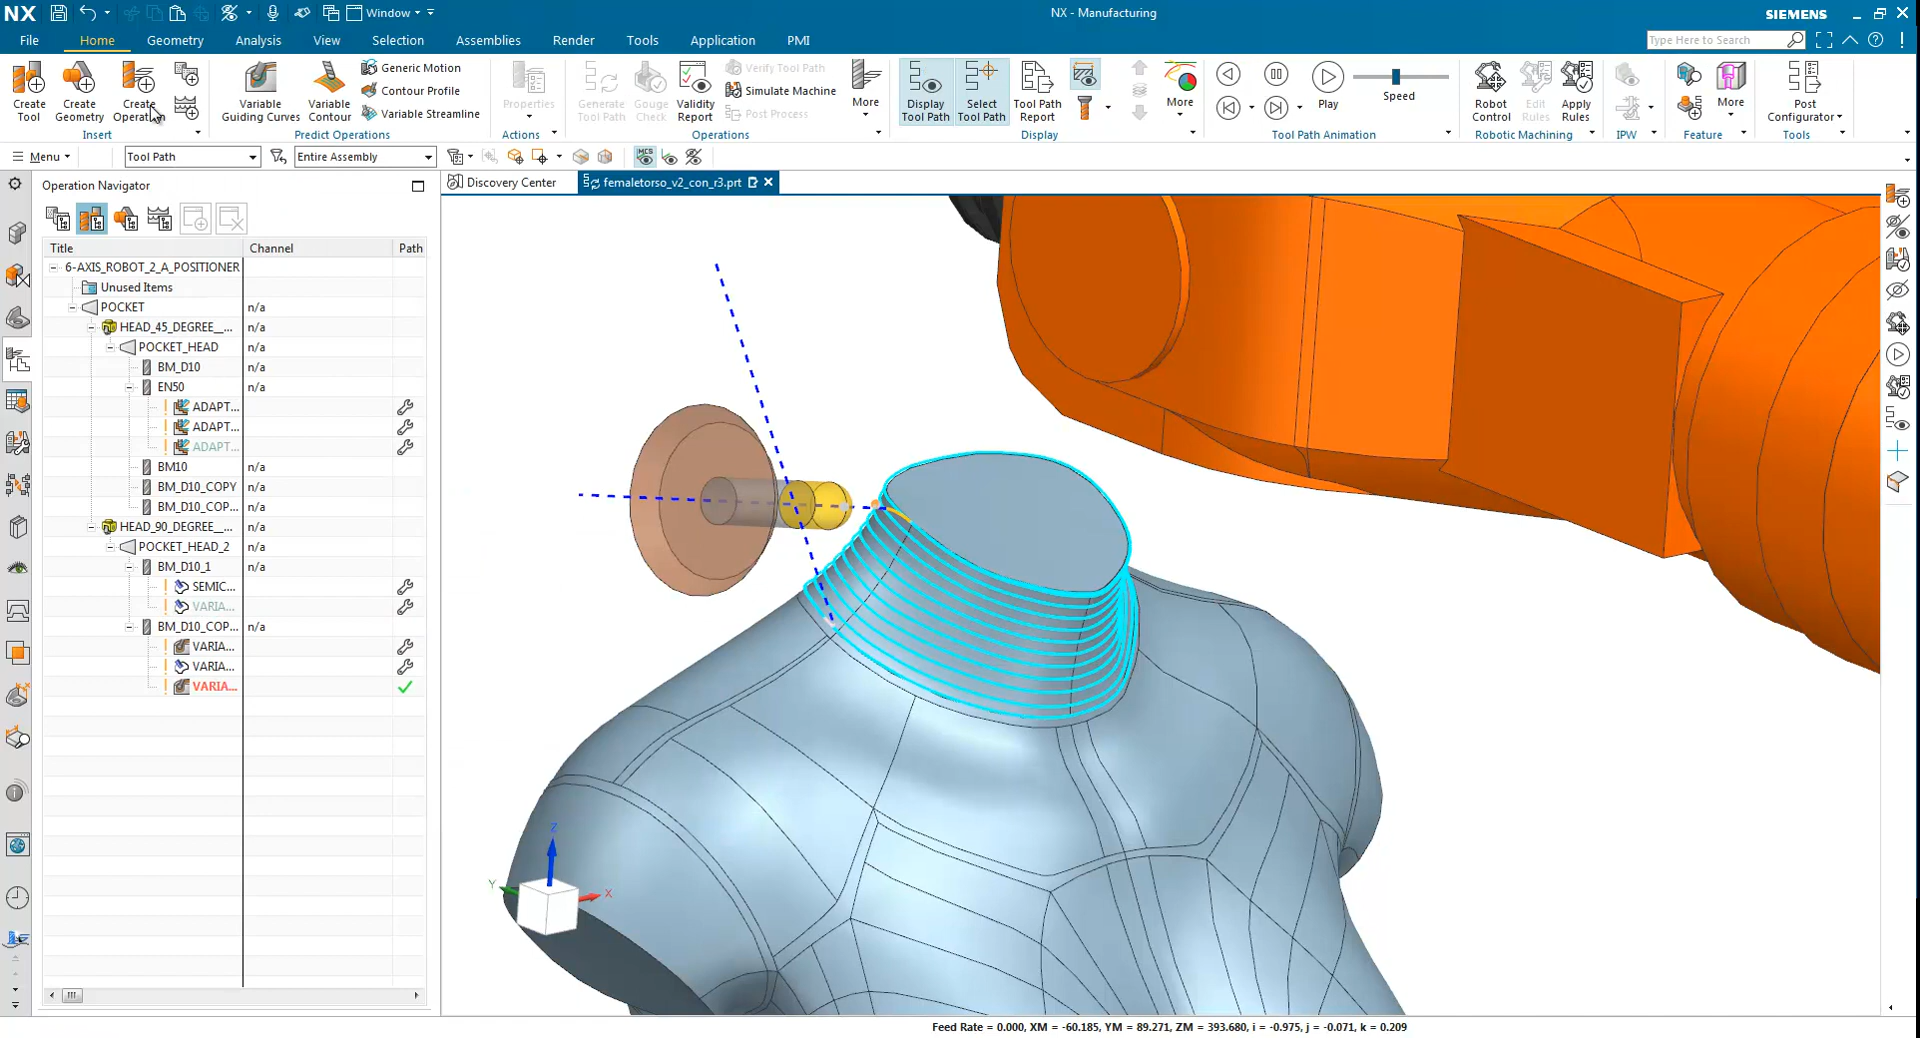 NX
Window
NX - Manufacturing
SIEMENS
File
Home
Geometry
Analysis
View
Selection
Assemblies
Render
Tools
Application
PMI
Type Here to Search
Create Tool
Create Geometry
Create Operation
Insert
Variable Guiding Curves
Variable Contour
Generic Motion
Contour Profile
Variable Streamline
Predict Operations
Properties
Actions
Generate Tool Path
Gouge Check
Validity Report
Verify Tool Path
Simulate Machine
Post Process
More
Operations
Display Tool Path
Select Tool Path
Tool Path Report
More
Display
Play
Speed
Tool Path Animation
Robot Control
Edit Rules
Apply Rules
Robotic Machining
IPW
More
Feature
Post Configurator
Tools
Menu
Tool Path
Entire Assembly
MCS
Operation Navigator
Discovery Center
femaletorso_v2_con_r3.prt
Title
Channel
Path
6-AXIS_ROBOT_2_A_POSITIONER
Unused Items
POCKET n/a
HEAD_45_DEGREE_... n/a
POCKET_HEAD n/a
BM_D10 n/a
EN50 n/a
ADAPT...
ADAPT...
ADAPT...
BM10 n/a
BM_D10_COPY n/a
BM_D10_COP... n/a
HEAD_90_DEGREE_... n/a
POCKET_HEAD_2 n/a
BM_D10_1 n/a
SEMIC...
VARIA...
BM_D10_COP... n/a
VARIA...
VARIA...
VARIA...
Z
Y
X
Feed Rate = 0.000, XM = -60.185, YM = 89.271, ZM = 393.680, i = -0.975, j = -0.071, k = 0.209